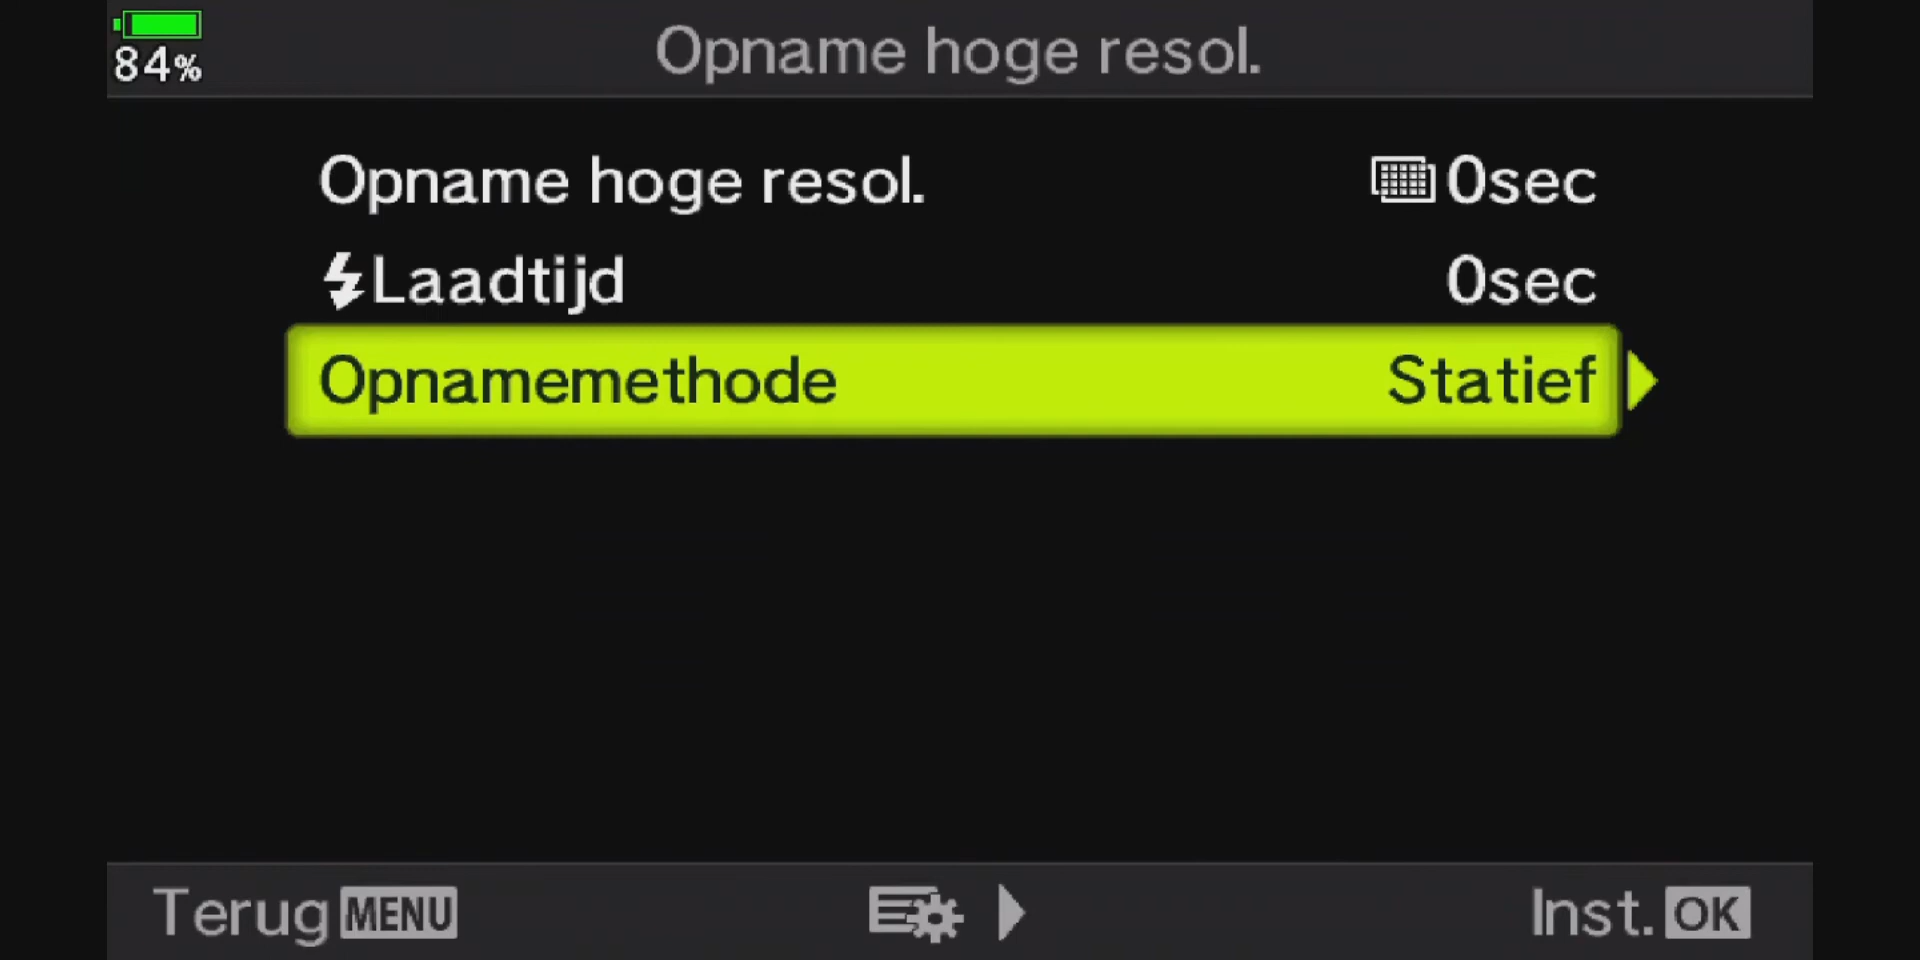 84%
Opname hoge resol.
Opname hoge resol. 0sec
Laadtijd 0sec
Opnamemethode Statief
Terug MENU Inst. OK